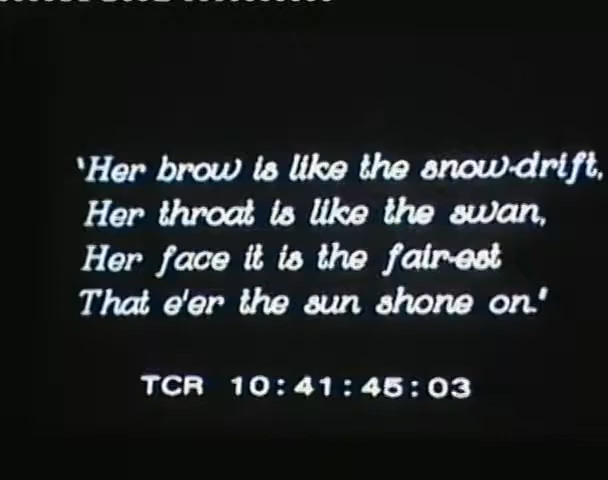 'Her brow is like the snow-drift,
Her throat is like the swan,
Her face it is the fair-est
That e'er the sun shone on.'
TCR 10:41:45:03